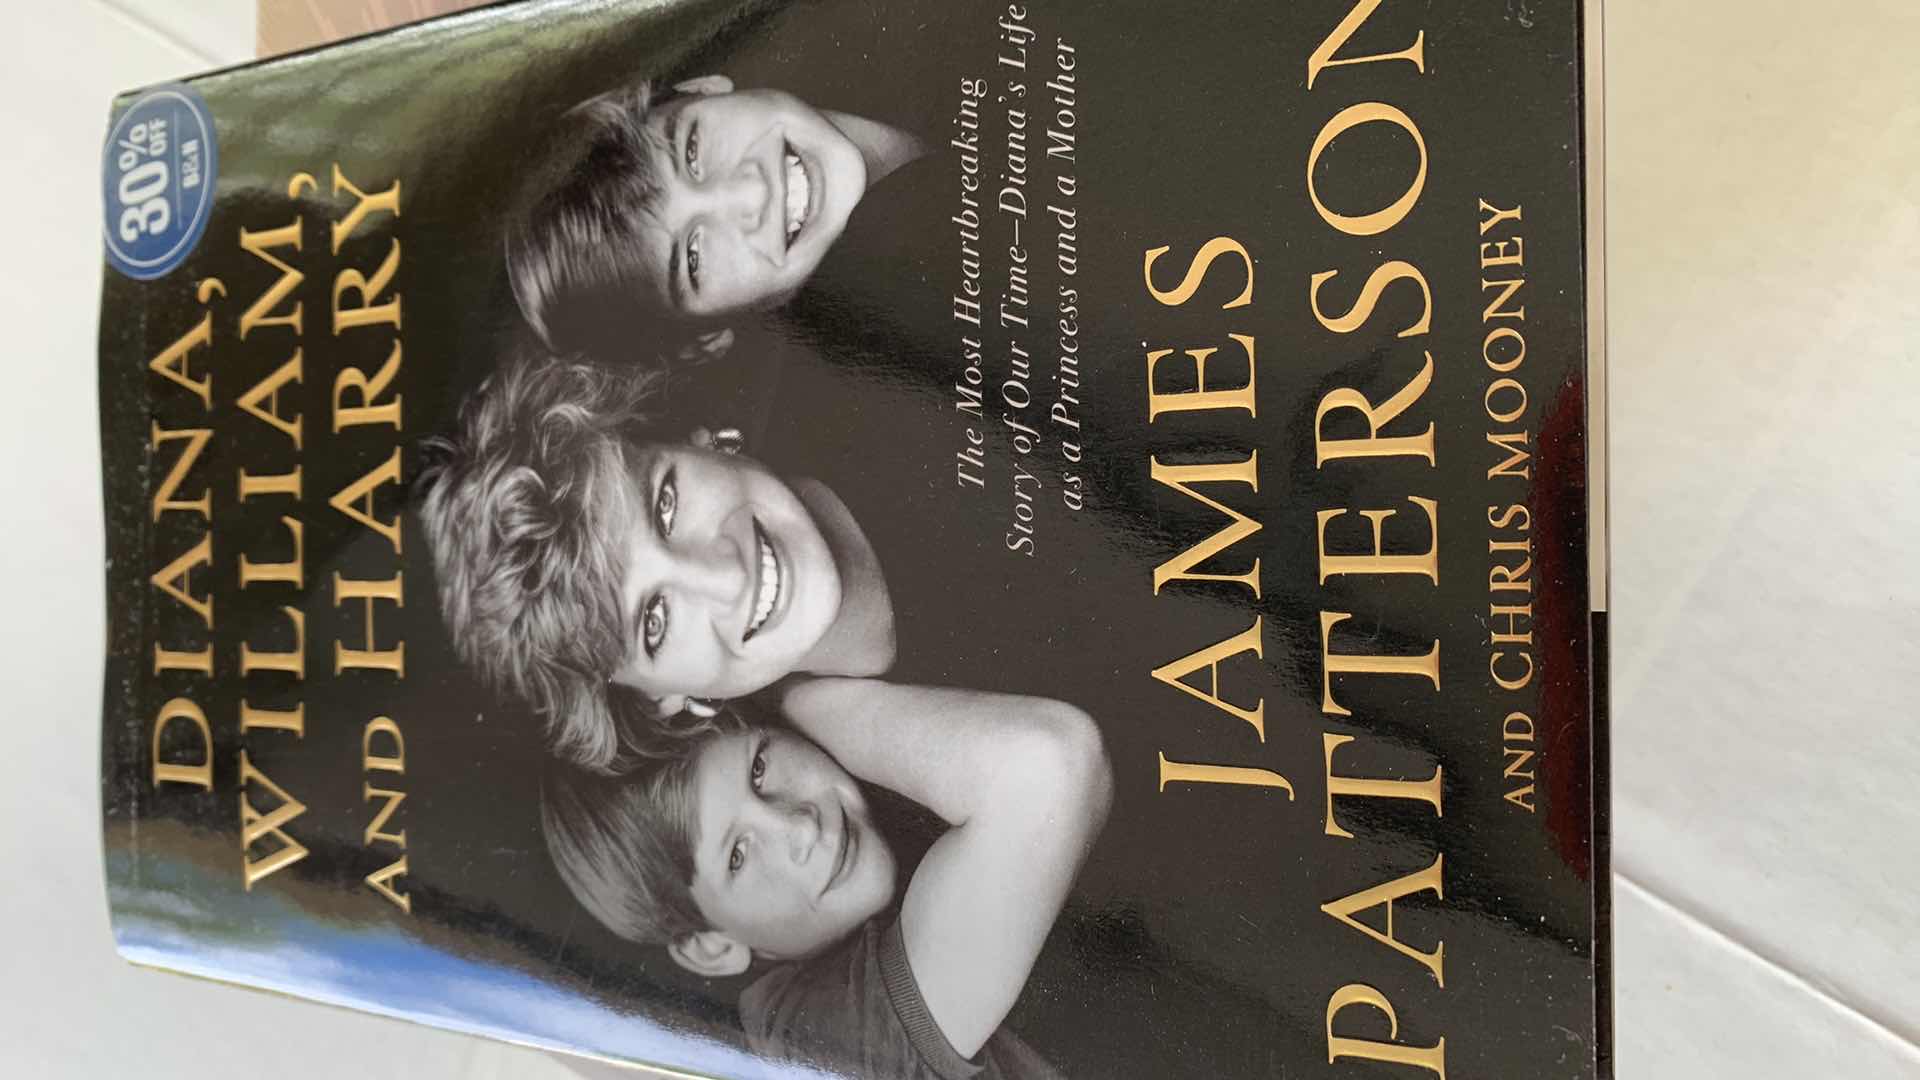 30%
OFF
B&N
DIANA,
WILLIAM,
AND HARRY
The Most Heartbreaking
Story of Our Time—Diana's Life
as a Princess and a Mother
JAMES
PATTERSON
AND CHRIS MOONEY